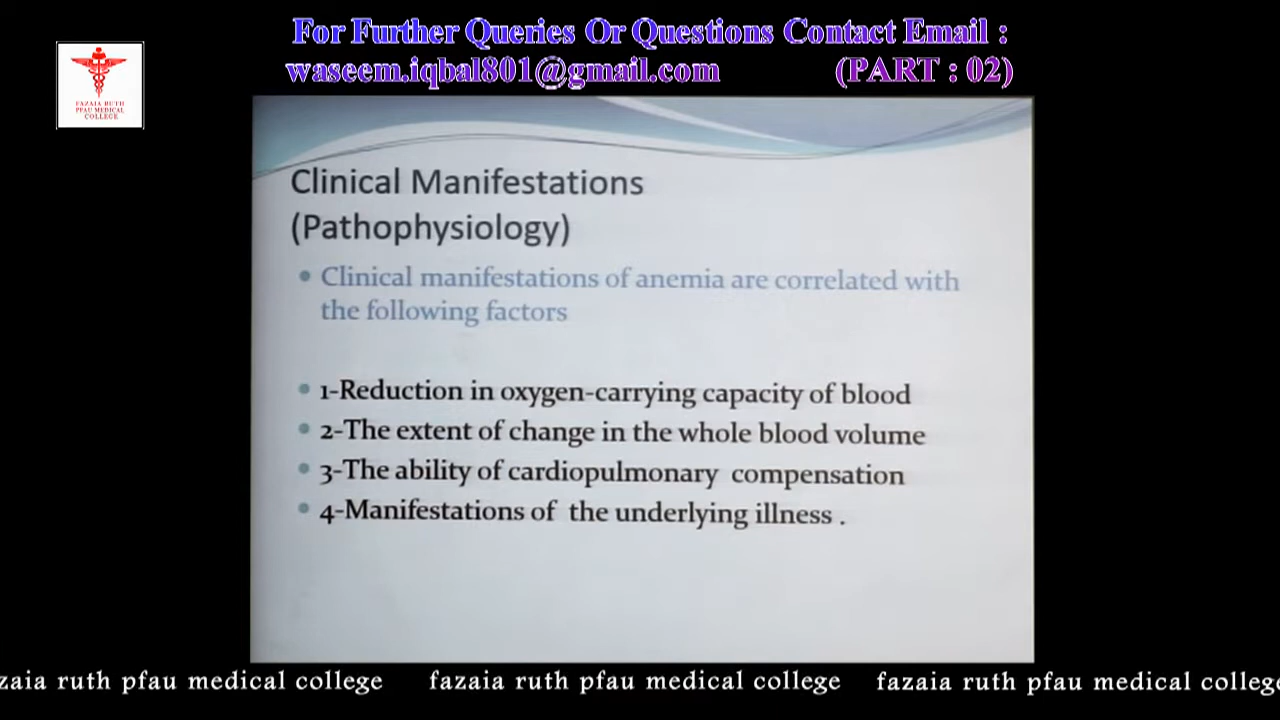 For Further Queries Or Questions Contact Email :
waseem.iqbal801@gmail.com (PART : 02)
FAZAIA RUTH
PFAU MEDICAL
COLLEGE
Clinical Manifestations
(Pathophysiology)
• Clinical manifestations of anemia are correlated with
the following factors
• 1-Reduction in oxygen-carrying capacity of blood
• 2-The extent of change in the whole blood volume
• 3-The ability of cardiopulmonary compensation
• 4-Manifestations of the underlying illness .
zaia ruth pfau medical college fazaia ruth pfau medical college fazaia ruth pfau medical college